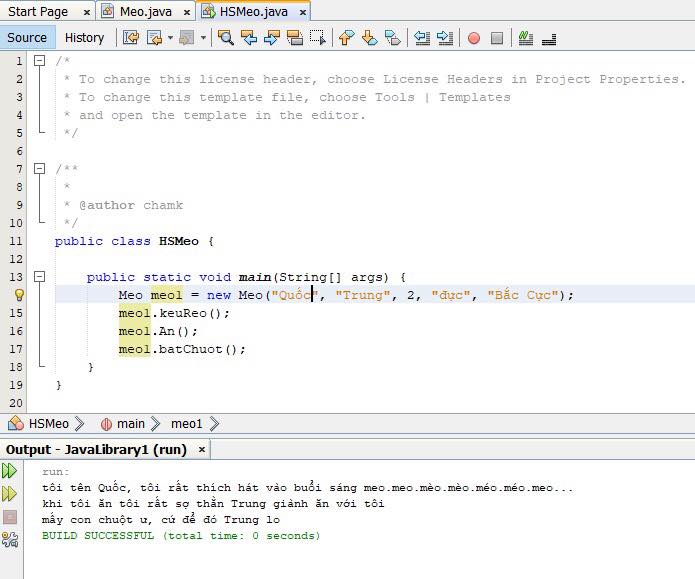 Start Page × Meo.java × HSMeo.java ×
Source History
1 /*
2 * To change this license header, choose License Headers in Project Properties.
3 * To change this template file, choose Tools | Templates
4 * and open the template in the editor.
5 */
6
7 /**
8 *
9 * @author chamk
10 */
11 public class HSMeo {
12
13 public static void main(String[] args) {
Meo meo1 = new Meo("Quốc", "Trung", 2, "đực", "Bắc Cực");
15 meo1.keuReo();
16 meo1.An();
17 meo1.batChuot();
18 }
19 }
20
HSMeo main meo1
Output - JavaLibrary1 (run) ×
run:
tôi tên Quốc, tôi rất thích hát vào buổi sáng meo.meo.mèo.mèo.méo.méo.meo...
khi tôi ăn tôi rất sợ thằn Trung giành ăn với tôi
mấy con chuột ư, cứ để đó Trung lo
BUILD SUCCESSFUL (total time: 0 seconds)